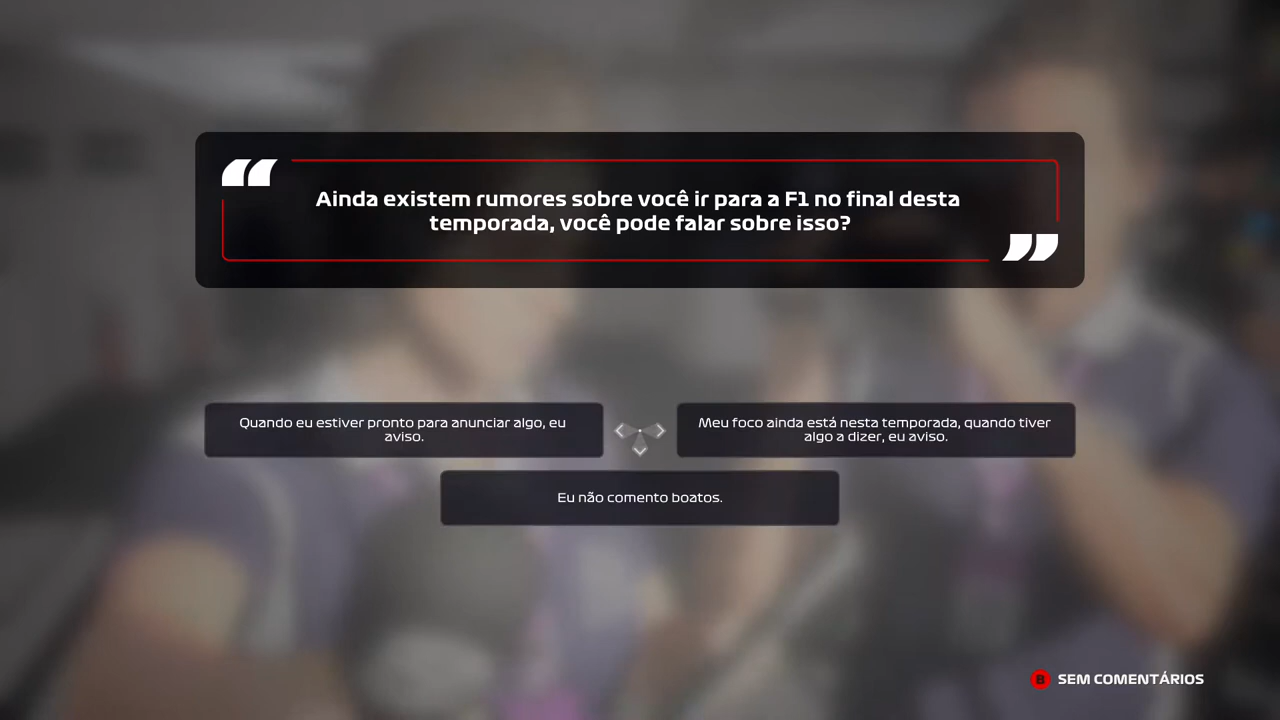 Ainda existem rumores sobre você ir para a F1 no final desta
temporada, você pode falar sobre isso?
Quando eu estiver pronto para anunciar algo, eu
aviso.
Meu foco ainda está nesta temporada, quando tiver
algo a dizer, eu aviso.
Eu não comento boatos.
B SEM COMENTÁRIOS